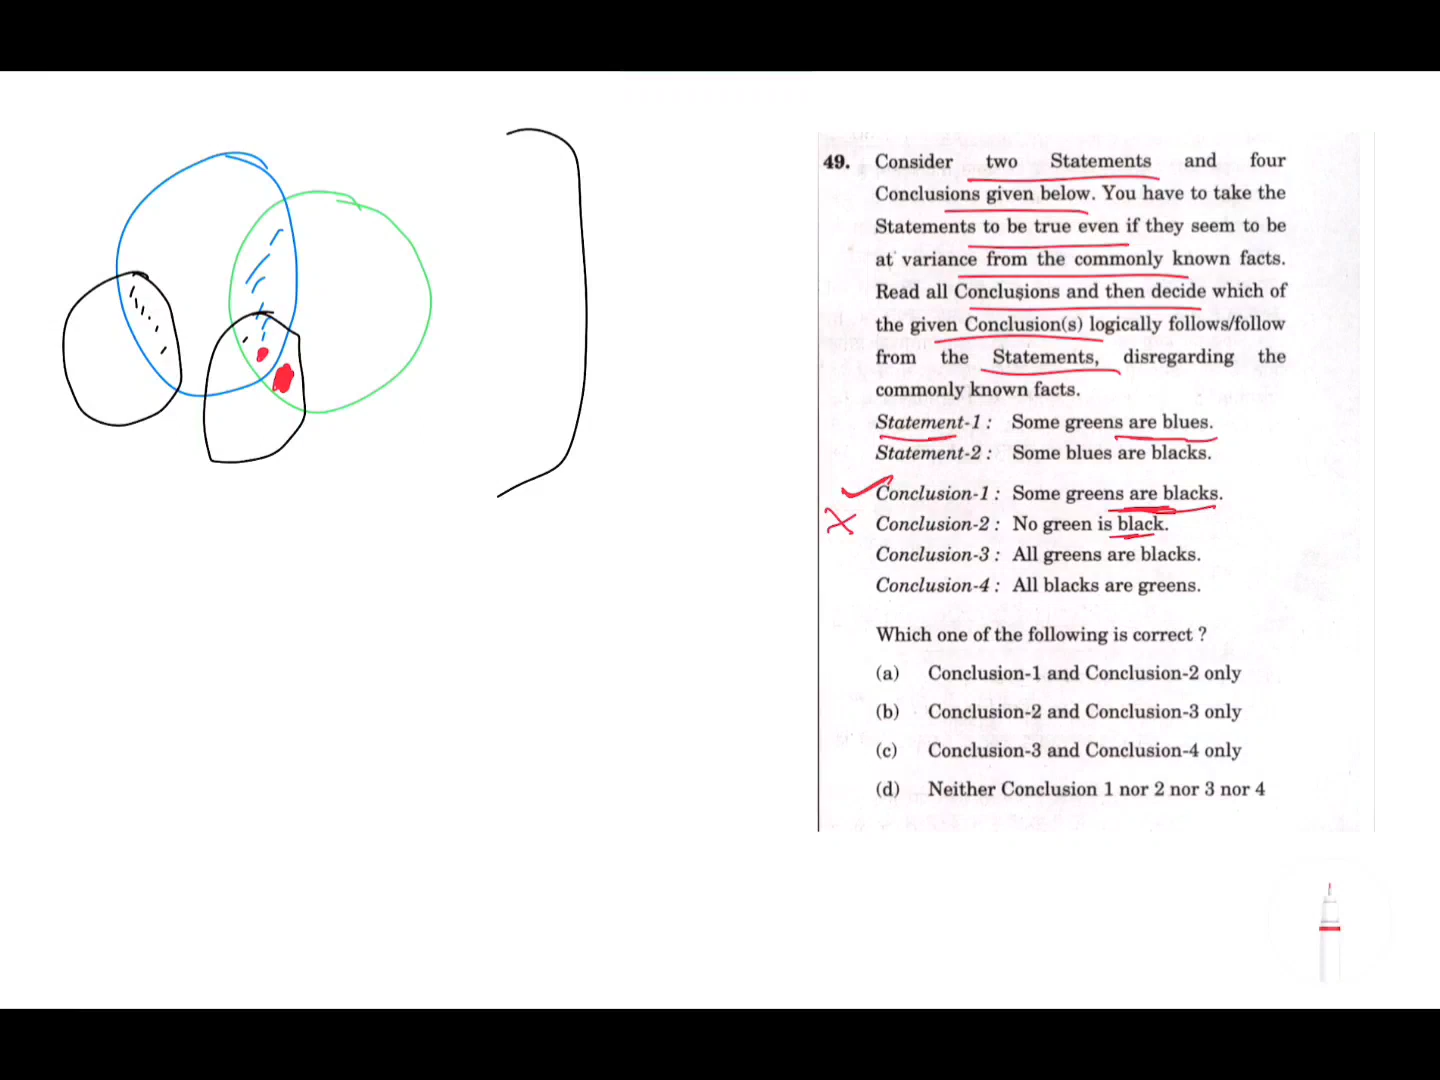 49. Consider two Statements and four
Conclusions given below. You have to take the
Statements to be true even if they seem to be
at variance from the commonly known facts.
Read all Conclusions and then decide which of
the given Conclusion(s) logically follows/follow
from the Statements, disregarding the
commonly known facts.
Statement-1 : Some greens are blues.
Statement-2 : Some blues are blacks.
Conclusion-1 : Some greens are blacks.
Conclusion-2 : No green is black.
Conclusion-3 : All greens are blacks.
Conclusion-4 : All blacks are greens.
Which one of the following is correct ?
(a) Conclusion-1 and Conclusion-2 only
(b) Conclusion-2 and Conclusion-3 only
(c) Conclusion-3 and Conclusion-4 only
(d) Neither Conclusion 1 nor 2 nor 3 nor 4